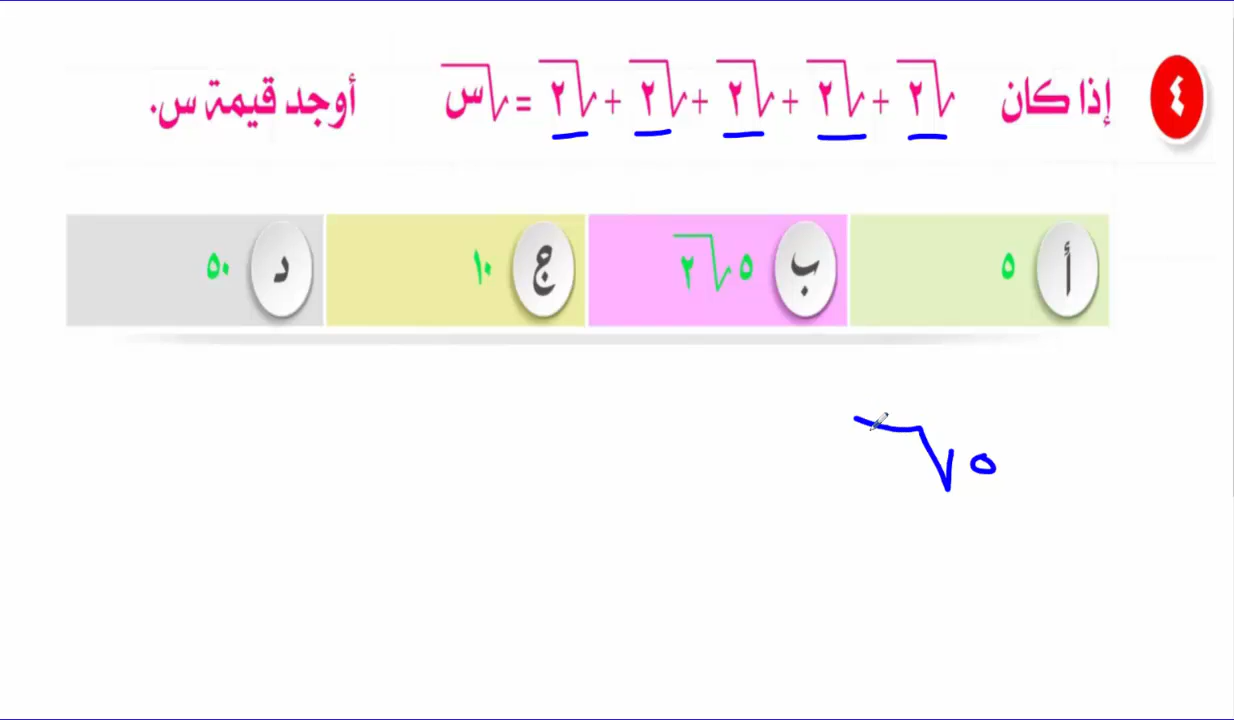 ٤ إذا كان √٢ + √٢ + √٢ + √٢ + √٢ = √س أوجد قيمة س.
أ ٥ ب ٥√٢ ج ١٠ د ٥٠
٥√